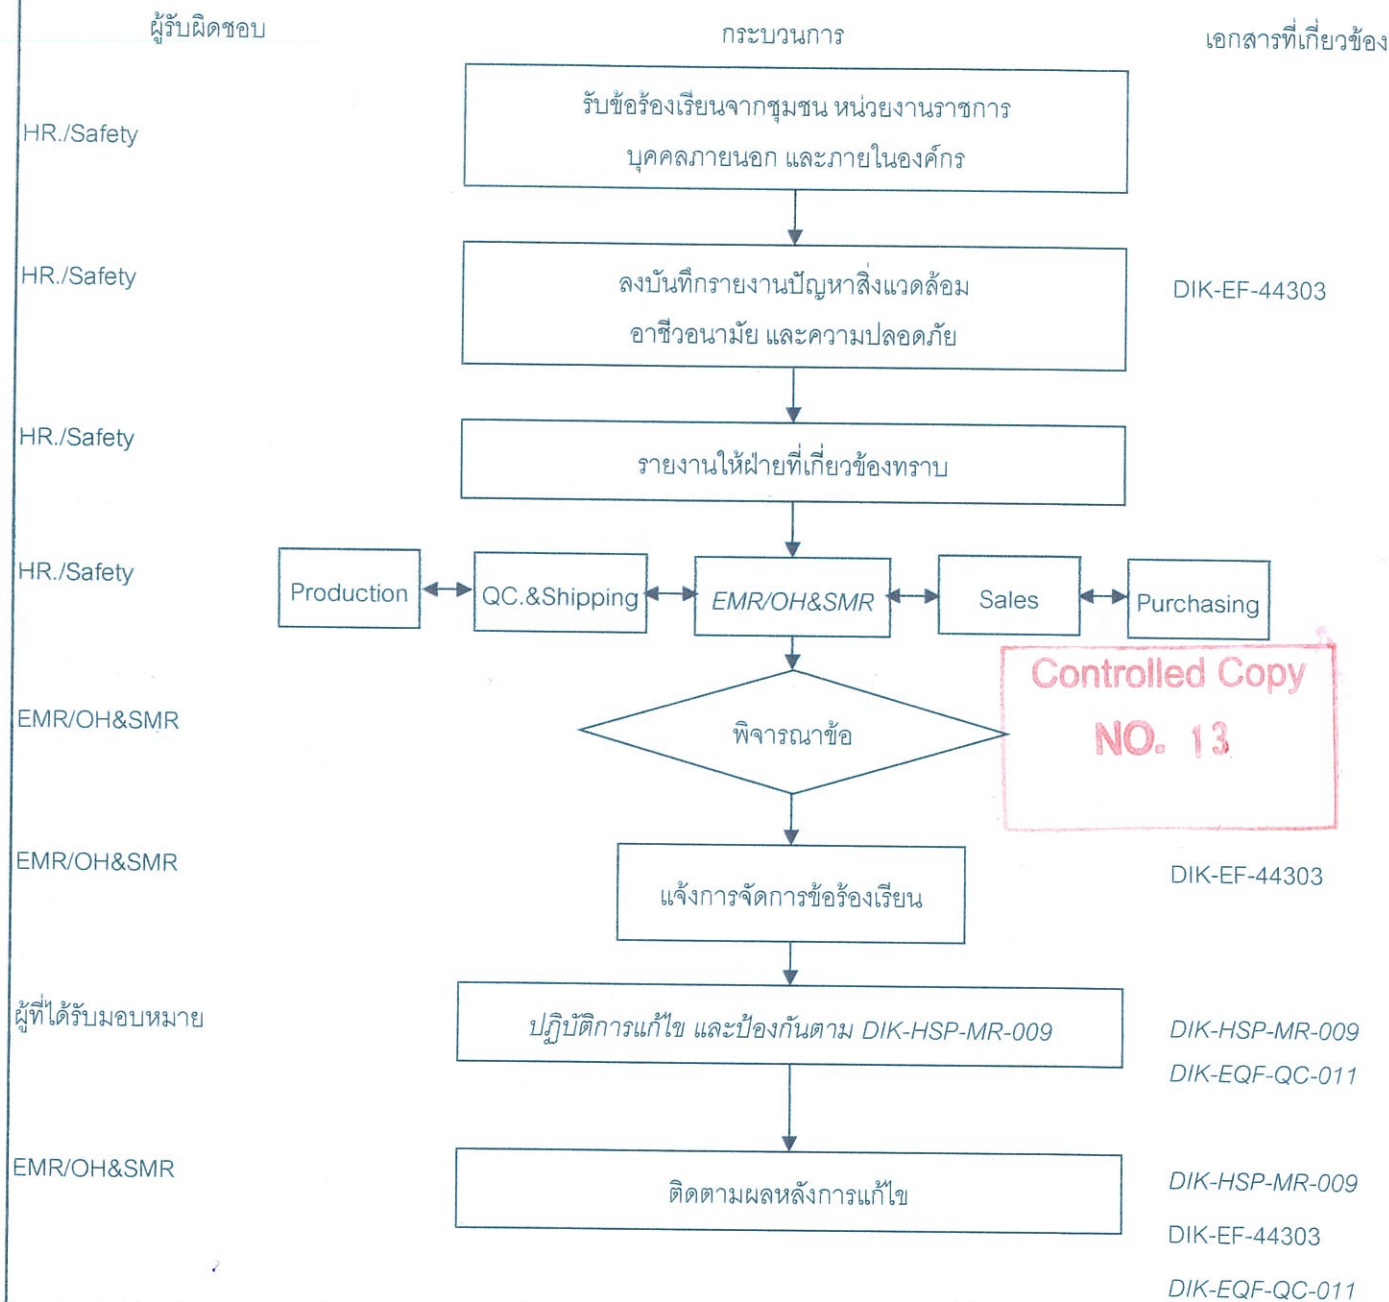 ผู้รับผิดชอบ กระบวนการ เอกสารที่เกี่ยวข้อง
HR./Safety
รับข้อร้องเรียนจากชุมชน หน่วยงานราชการ
บุคคลภายนอก และภายในองค์กร
HR./Safety
ลงบันทึกรายงานปัญหาสิ่งแวดล้อม
อาชีวอนามัย และความปลอดภัย
DIK-EF-44303
HR./Safety
รายงานให้ฝ่ายที่เกี่ยวข้องทราบ
HR./Safety
Production
QC.&Shipping
EMR/OH&SMR
Sales
Purchasing
Controlled Copy
NO. 13
EMR/OH&SMR
พิจารณาข้อ
EMR/OH&SMR
แจ้งการจัดการข้อร้องเรียน
DIK-EF-44303
ผู้ที่ได้รับมอบหมาย
ปฏิบัติการแก้ไข และป้องกันตาม DIK-HSP-MR-009
DIK-HSP-MR-009
DIK-EQF-QC-011
EMR/OH&SMR
ติดตามผลหลังการแก้ไข
DIK-HSP-MR-009
DIK-EF-44303
DIK-EQF-QC-011